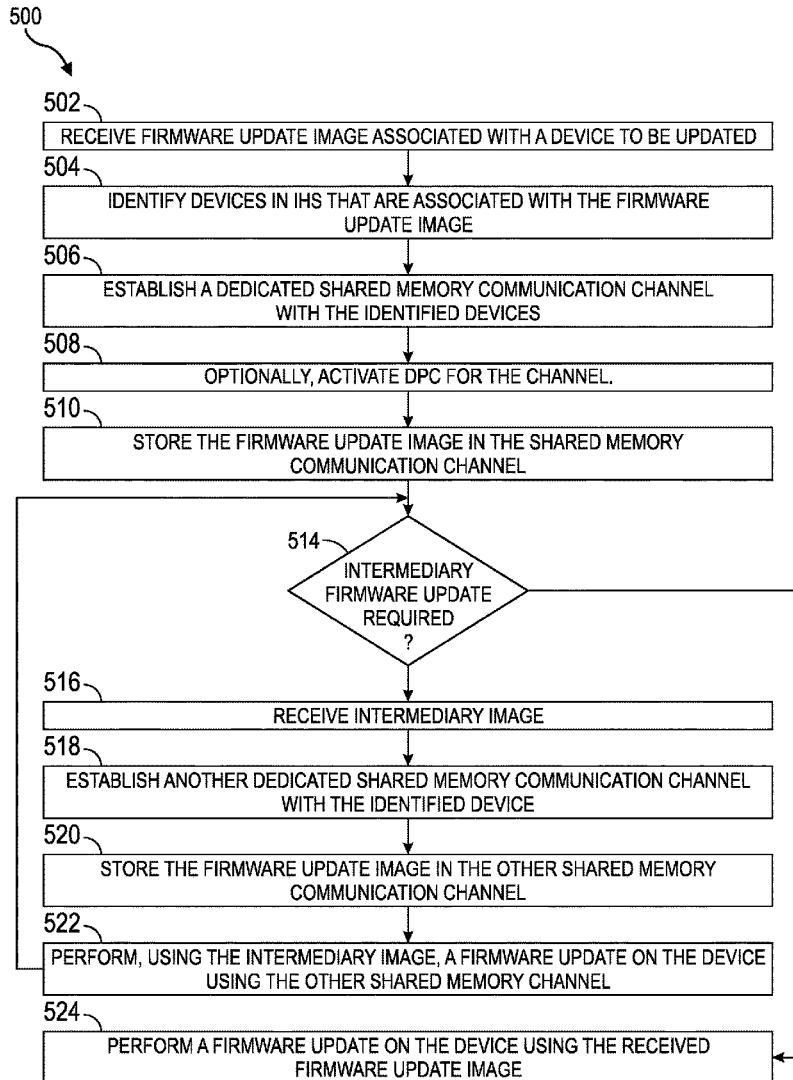 500
502
RECEIVE FIRMWARE UPDATE IMAGE ASSOCIATED WITH A DEVICE TO BE UPDATED
504
IDENTIFY DEVICES IN IHS THAT ARE ASSOCIATED WITH THE FIRMWARE
UPDATE IMAGE
506
ESTABLISH A DEDICATED SHARED MEMORY COMMUNICATION CHANNEL
WITH THE IDENTIFIED DEVICES
508
OPTIONALLY, ACTIVATE DPC FOR THE CHANNEL.
510
STORE THE FIRMWARE UPDATE IMAGE IN THE SHARED MEMORY
COMMUNICATION CHANNEL
514
INTERMEDIARY
FIRMWARE UPDATE
REQUIRED
?
516
RECEIVE INTERMEDIARY IMAGE
518
ESTABLISH ANOTHER DEDICATED SHARED MEMORY COMMUNICATION CHANNEL
WITH THE IDENTIFIED DEVICE
520
STORE THE FIRMWARE UPDATE IMAGE IN THE OTHER SHARED MEMORY
COMMUNICATION CHANNEL
522
PERFORM, USING THE INTERMEDIARY IMAGE, A FIRMWARE UPDATE ON THE DEVICE
USING THE OTHER SHARED MEMORY CHANNEL
524
PERFORM A FIRMWARE UPDATE ON THE DEVICE USING THE RECEIVED
FIRMWARE UPDATE IMAGE